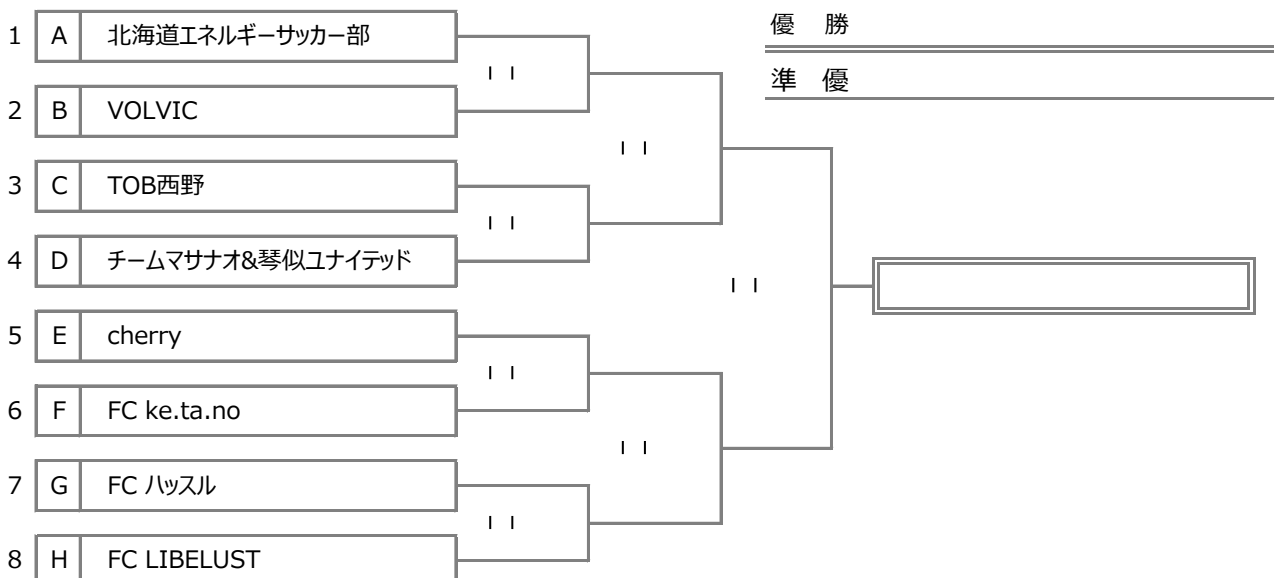 優 勝
準 優
1 A 北海道エネルギーサッカー部
2 B VOLVIC
3 C TOB西野
4 D チームマサナオ&琴似ユナイテッド
5 E cherry
6 F FC ke.ta.no
7 G FC ハッスル
8 H FC LIBELUST